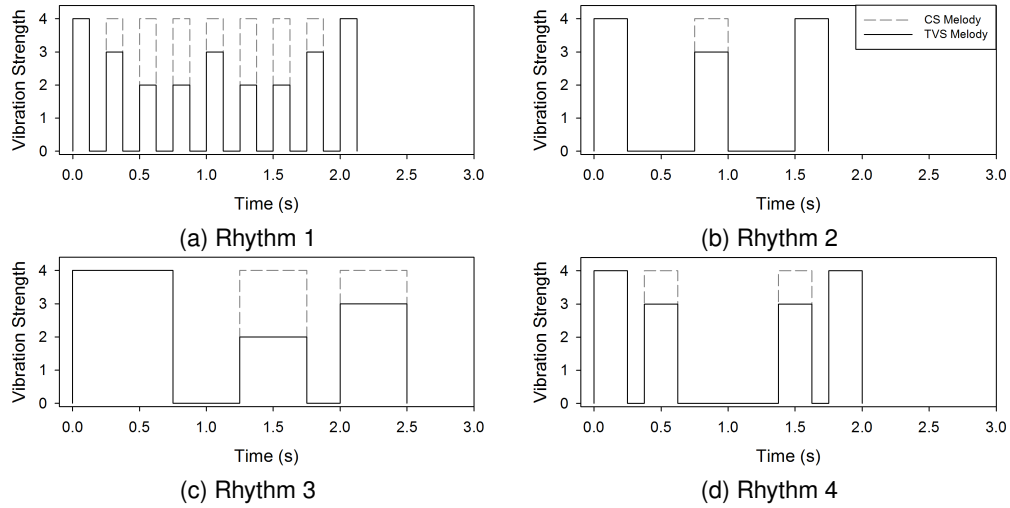 CS Melody
TVS Melody
Vibration Strength
4
3
2
1
0
0.0 0.5 1.0 1.5 2.0 2.5 3.0
Time (s)
(a) Rhythm 1
Vibration Strength
4
3
2
1
0
0.0 0.5 1.0 1.5 2.0 2.5 3.0
Time (s)
(b) Rhythm 2
Vibration Strength
4
3
2
1
0
0.0 0.5 1.0 1.5 2.0 2.5 3.0
Time (s)
(c) Rhythm 3
Vibration Strength
4
3
2
1
0
0.0 0.5 1.0 1.5 2.0 2.5 3.0
Time (s)
(d) Rhythm 4